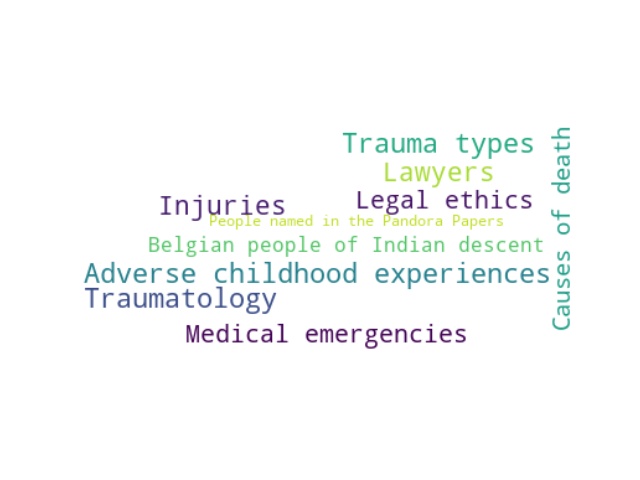 Trauma types
Lawyers
Legal ethics
Injuries
People named in the Pandora Papers
Belgian people of Indian descent
Adverse childhood experiences
Traumatology
Medical emergencies
Causes of death